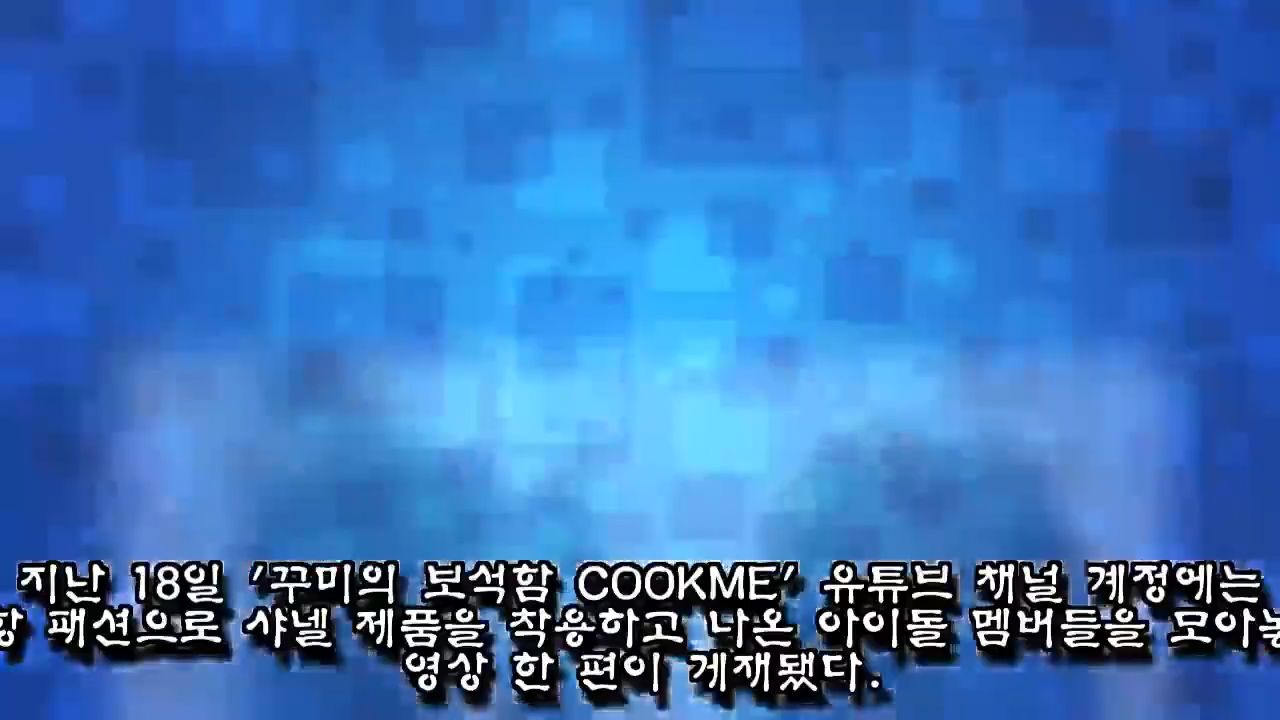 지난 18일 '꾸미의 보석함 COOKME' 유튜브 채널 계정에는
패션으로 샤넬 제품을 착용하고 나온 아이돌 멤버들을
영상 한 편이 게재됐다.